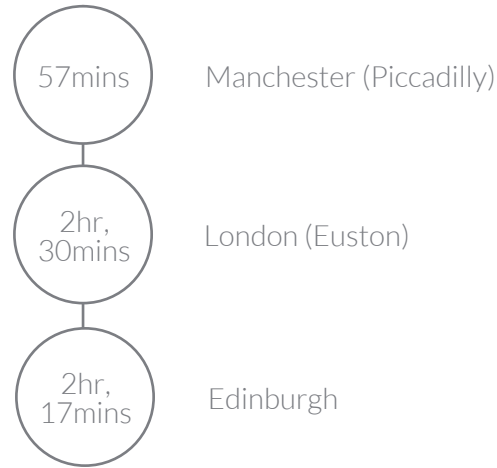 57mins
Manchester (Piccadilly)
2hr,
30mins
London (Euston)
2hr,
17mins
Edinburgh